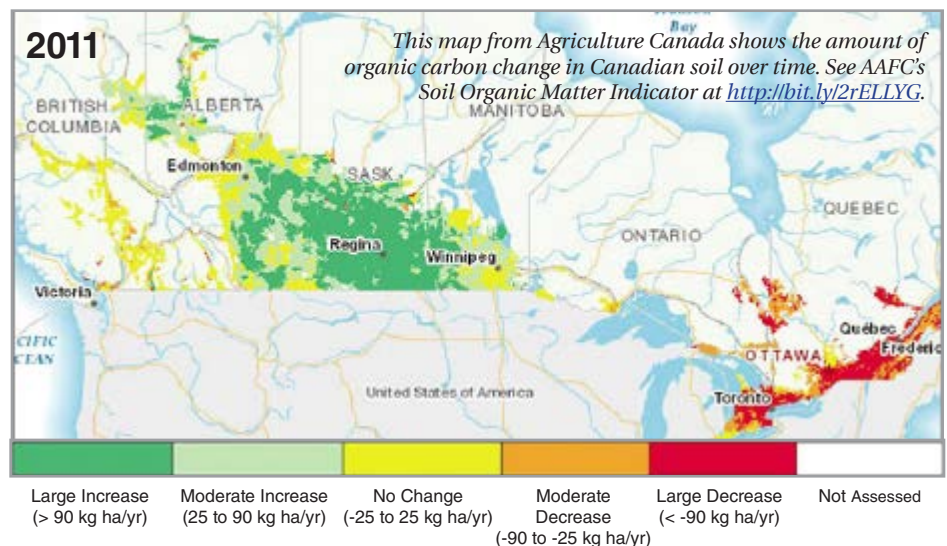 2011
This map from Agriculture Canada shows the amount of
organic carbon change in Canadian soil over time. See AAFC's
Soil Organic Matter Indicator at http://bit.ly/2rELLYG.
Bay
BRITISH
COLUMBIA
ALBERTA
MANITOBA
Edmonton
SASK
QUEBEC
ONTARIO
Regina
Winnipeg
Victoria
CIFIC
CEAN
Québec
Frederic
OTTAWA
United States of America
Toronto
Large Increase
(> 90 kg ha/yr)
Moderate Increase
(25 to 90 kg ha/yr)
No Change
(-25 to 25 kg ha/yr)
Moderate
Decrease
(-90 to -25 kg ha/yr)
Large Decrease
(< -90 kg ha/yr)
Not Assessed